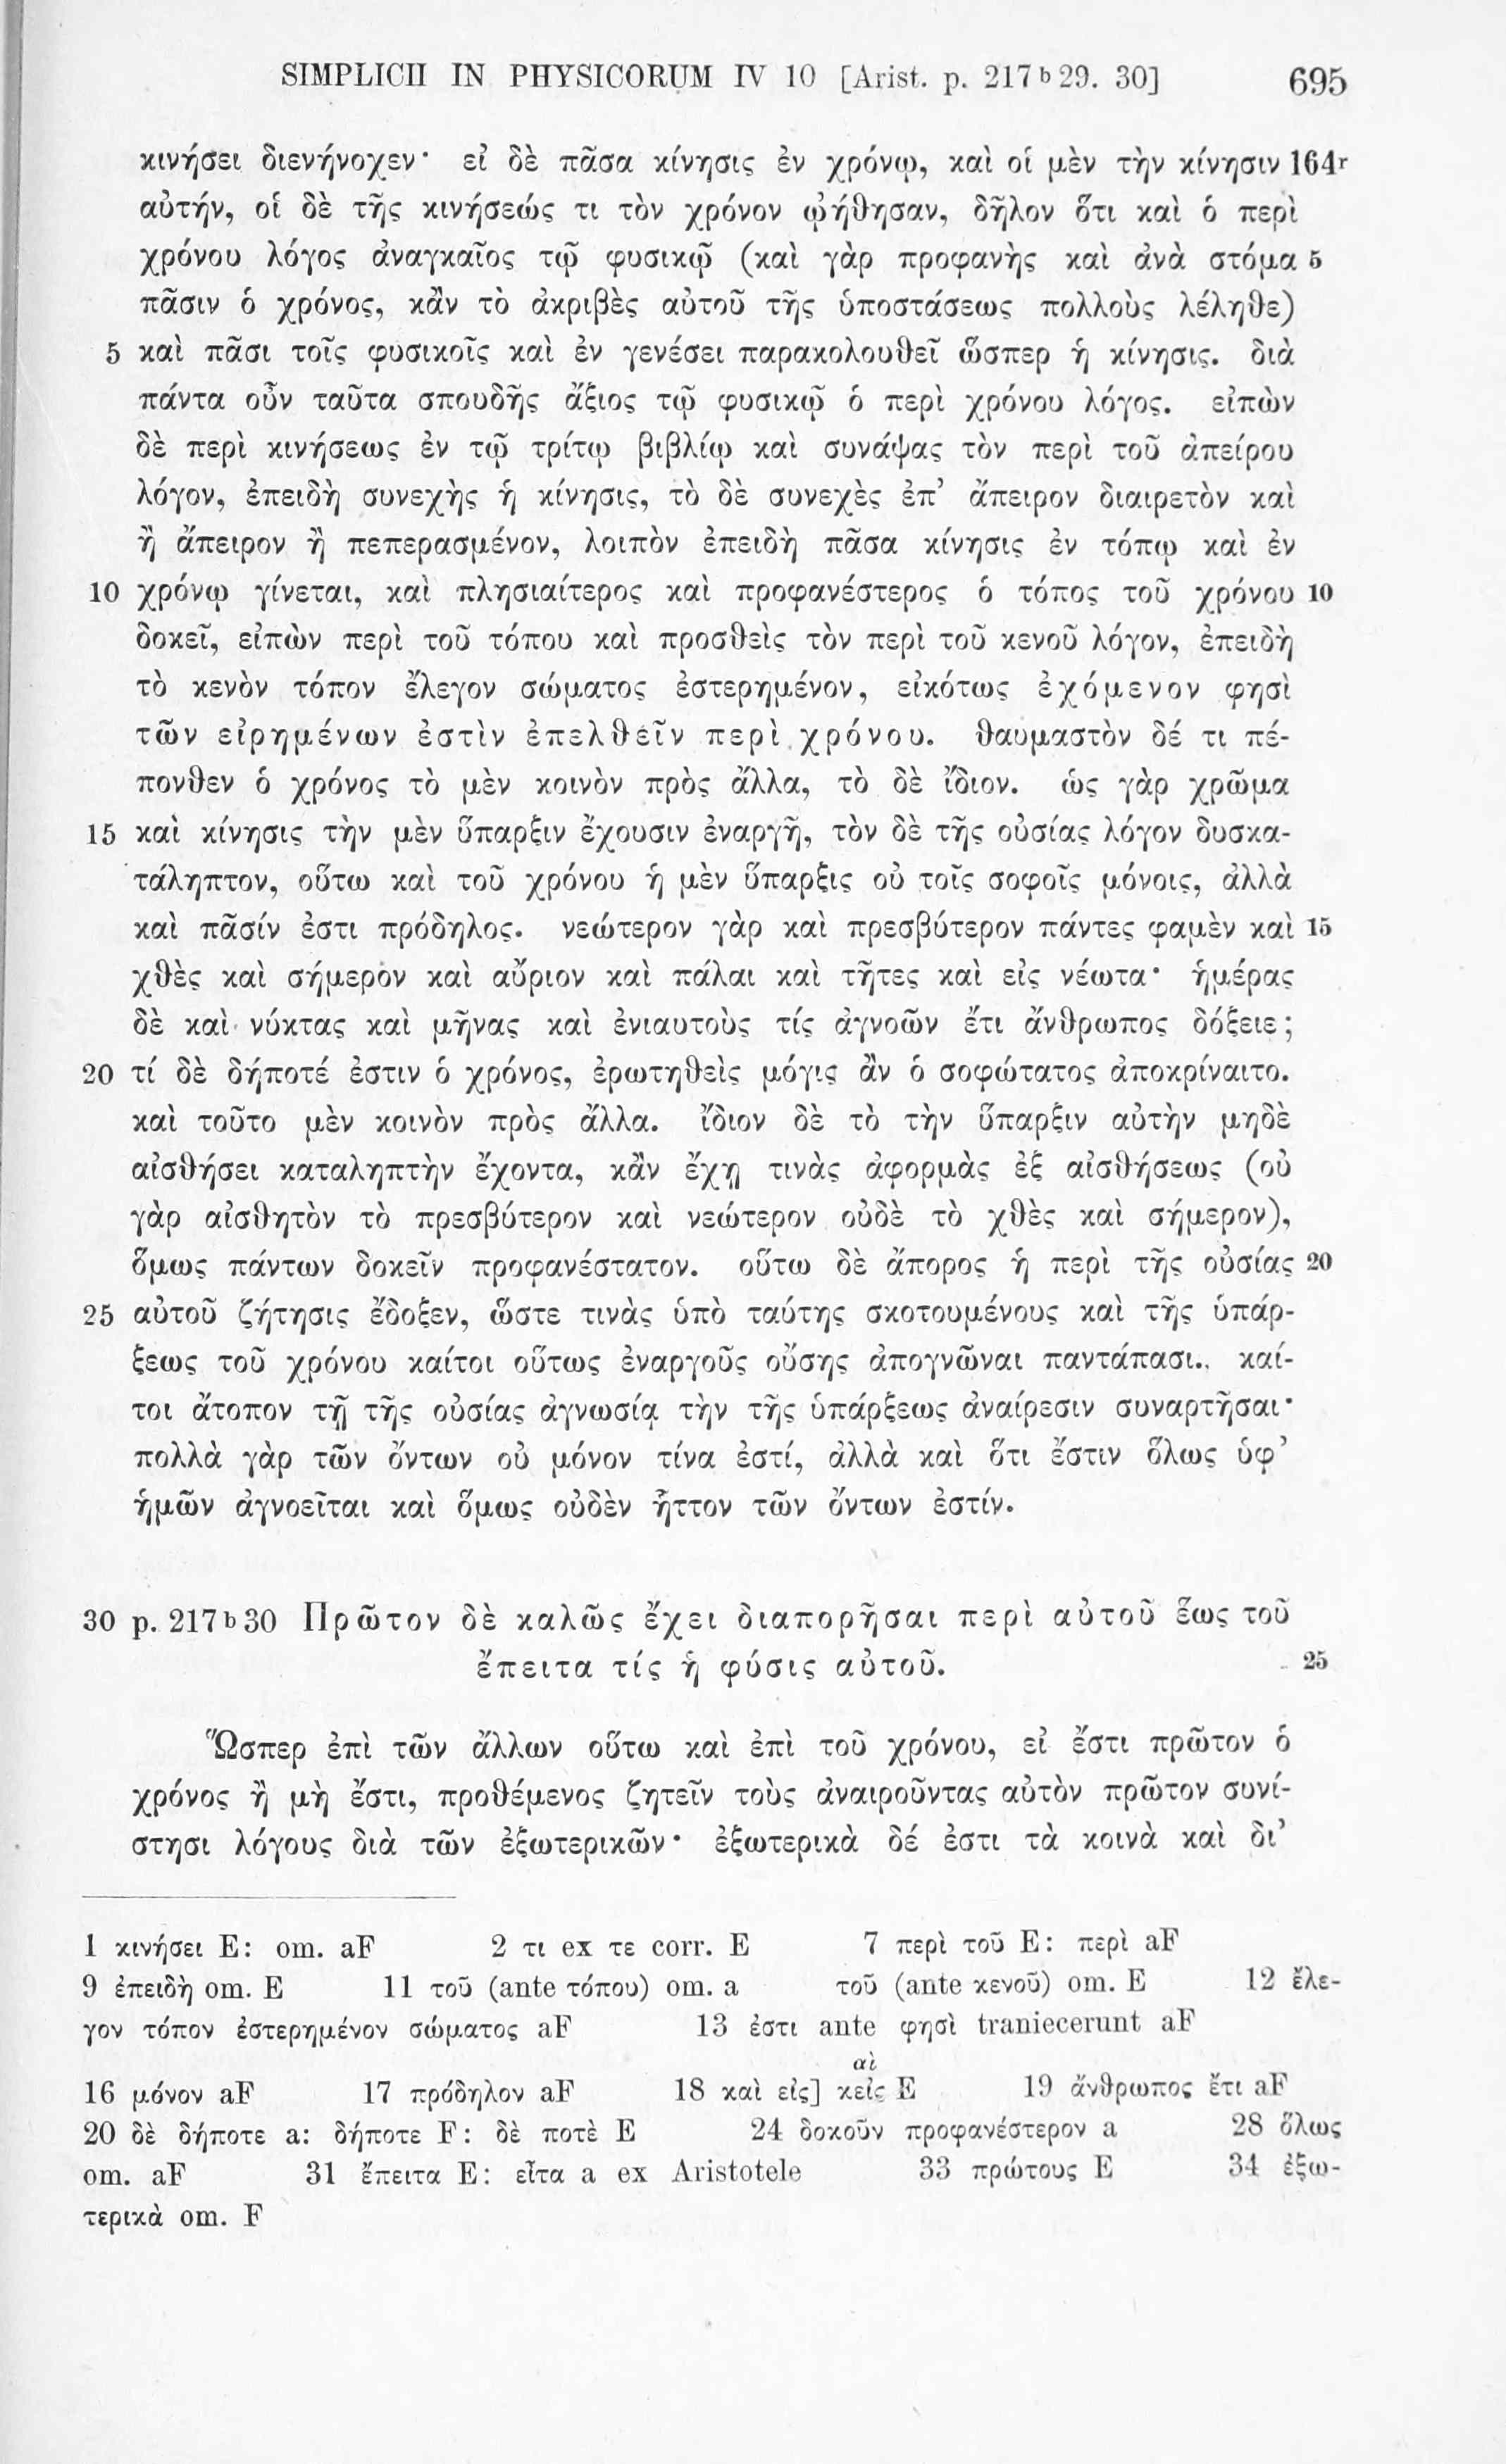 SIMPLICII IN PHYSICORUM IV 10 [Arist. p. 217ᵇ29. 30] 695
κινήσει διενήνοχεν· εἰ δὲ πᾶσα κίνησις ἐν χρόνῳ, καὶ οἱ μὲν τὴν κίνησιν 164ʳ
αὐτήν, οἱ δὲ τῆς κινήσεώς τι τὸν χρόνον ᾠήθησαν, δῆλον ὅτι καὶ ὁ περὶ
χρόνου λόγος ἀναγκαῖος τῷ φυσικῷ (καὶ γὰρ προφανὴς καὶ ἀνὰ στόμα 5
πᾶσιν ὁ χρόνος, κἂν τὸ ἀκριβὲς αὐτοῦ τῆς ὑποστάσεως πολλοὺς λέληθε)
5 καὶ πᾶσι τοῖς φυσικοῖς καὶ ἐν γενέσει παρακολουθεῖ ὥσπερ ἡ κίνησις. διὰ
πάντα οὖν ταῦτα σπουδῆς ἄξιος τῷ φυσικῷ ὁ περὶ χρόνου λόγος. εἰπὼν
δὲ περὶ κινήσεως ἐν τῷ τρίτῳ βιβλίῳ καὶ συνάψας τὸν περὶ τοῦ ἀπείρου
λόγον, ἐπειδὴ συνεχὴς ἡ κίνησις, τὸ δὲ συνεχὲς ἐπ’ ἄπειρον διαιρετὸν καὶ
ἢ ἄπειρον ἢ πεπερασμένον, λοιπὸν ἐπειδὴ πᾶσα κίνησις ἐν τόπῳ καὶ ἐν
10 χρόνῳ γίνεται, καὶ πλησιαίτερος καὶ προφανέστερος ὁ τόπος τοῦ χρόνου 10
δοκεῖ, εἰπὼν περὶ τοῦ τόπου καὶ προσθεὶς τὸν περὶ τοῦ κενοῦ λόγον, ἐπειδὴ
τὸ κενὸν τόπον ἔλεγον σώματος ἐστερημένον, εἰκότως ἐχόμενον φησὶ
τῶν εἰρημένων ἐστὶν ἐπελθεῖν περὶ χρόνου. θαυμαστὸν δέ τι πέ-
πονθεν ὁ χρόνος τὸ μὲν κοινὸν πρὸς ἄλλα, τὸ δὲ ἴδιον. ὡς γὰρ χρῶμα
15 καὶ κίνησις τὴν μὲν ὕπαρξιν ἔχουσιν ἐναργῆ, τὸν δὲ τῆς οὐσίας λόγον δυσκα-
τάληπτον, οὕτω καὶ τοῦ χρόνου ἡ μὲν ὕπαρξις οὐ τοῖς σοφοῖς μόνοις, ἀλλὰ
καὶ πᾶσίν ἐστι πρόδηλος. νεώτερον γὰρ καὶ πρεσβύτερον πάντες φαμὲν καὶ 15
χθὲς καὶ σήμερον καὶ αὔριον καὶ πάλαι καὶ τῆτες καὶ εἰς νέωτα· ἡμέρας
δὲ καὶ νύκτας καὶ μῆνας καὶ ἐνιαυτοὺς τίς ἀγνοῶν ἔτι ἄνθρωπος δόξειε;
20 τί δὲ δήποτέ ἐστιν ὁ χρόνος, ἐρωτηθεὶς μόγις ἂν ὁ σοφώτατος ἀποκρίναιτο.
καὶ τοῦτο μὲν κοινὸν πρὸς ἄλλα. ἴδιον δὲ τὸ τὴν ὕπαρξιν αὐτὴν μηδὲ
αἰσθήσει καταληπτὴν ἔχοντα, κἂν ἔχῃ τινὰς ἀφορμὰς ἐξ αἰσθήσεως (οὐ
γὰρ αἰσθητὸν τὸ πρεσβύτερον καὶ νεώτερον οὐδὲ τὸ χθὲς καὶ σήμερον),
ὅμως πάντων δοκεῖν προφανέστατον. οὕτω δὲ ἄπορος ἡ περὶ τῆς οὐσίας 20
25 αὐτοῦ ζήτησις ἔδοξεν, ὥστε τινὰς ὑπὸ ταύτης σκοτουμένους καὶ τῆς ὑπάρ-
ξεως τοῦ χρόνου καίτοι οὕτως ἐναργοῦς οὔσης ἀπογνῶναι παντάπασι. καί-
τοι ἄτοπον τῇ τῆς οὐσίας ἀγνωσίᾳ τὴν τῆς ὑπάρξεως ἀναίρεσιν συναρτῆσαι·
πολλὰ γὰρ τῶν ὄντων οὐ μόνον τίνα ἐστί, ἀλλὰ καὶ ὅτι ἔστιν ὅλως ὑφ’
ἡμῶν ἀγνοεῖται καὶ ὅμως οὐδὲν ἧττον τῶν ὄντων ἐστίν.
30 p. 217ᵇ30 Πρῶτον δὲ καλῶς ἔχει διαπορῆσαι περὶ αὐτοῦ ἕως τοῦ
ἔπειτα τίς ἡ φύσις αὐτοῦ. 25
Ὥσπερ ἐπὶ τῶν ἄλλων οὕτω καὶ ἐπὶ τοῦ χρόνου, εἰ ἔστι πρῶτον ὁ
χρόνος ἢ μὴ ἔστι, προθέμενος ζητεῖν τοὺς ἀναιροῦντας αὐτὸν πρῶτον συνί-
στησι λόγους διὰ τῶν ἐξωτερικῶν· ἐξωτερικὰ δέ ἐστι τὰ κοινὰ καὶ δι’
1 κινήσει E: om. aF 2 τι ex τε corr. E 7 περὶ τοῦ E: περὶ aF
9 ἐπειδὴ om. E 11 τοῦ (ante τόπου) om. a τοῦ (ante κενοῦ) om. E 12 ἔλε-
γον τόπον ἐστερημένον σώματος aF 13 ἐστι ante φησὶ traniecerunt aF
αὶ
16 μόνον aF 17 πρόδηλον aF 18 καὶ εἰς] κεἰς E 19 ἄνθρωπος ἔτι aF
20 δὲ δήποτε a: δήποτε F: δὲ ποτὲ E 24 δοκοῦν προφανέστερον a 28 ὅλως
om. aF 31 ἔπειτα E: εἶτα a ex Aristotele 33 πρώτους E 34 ἐξω-
τερικὰ om. F